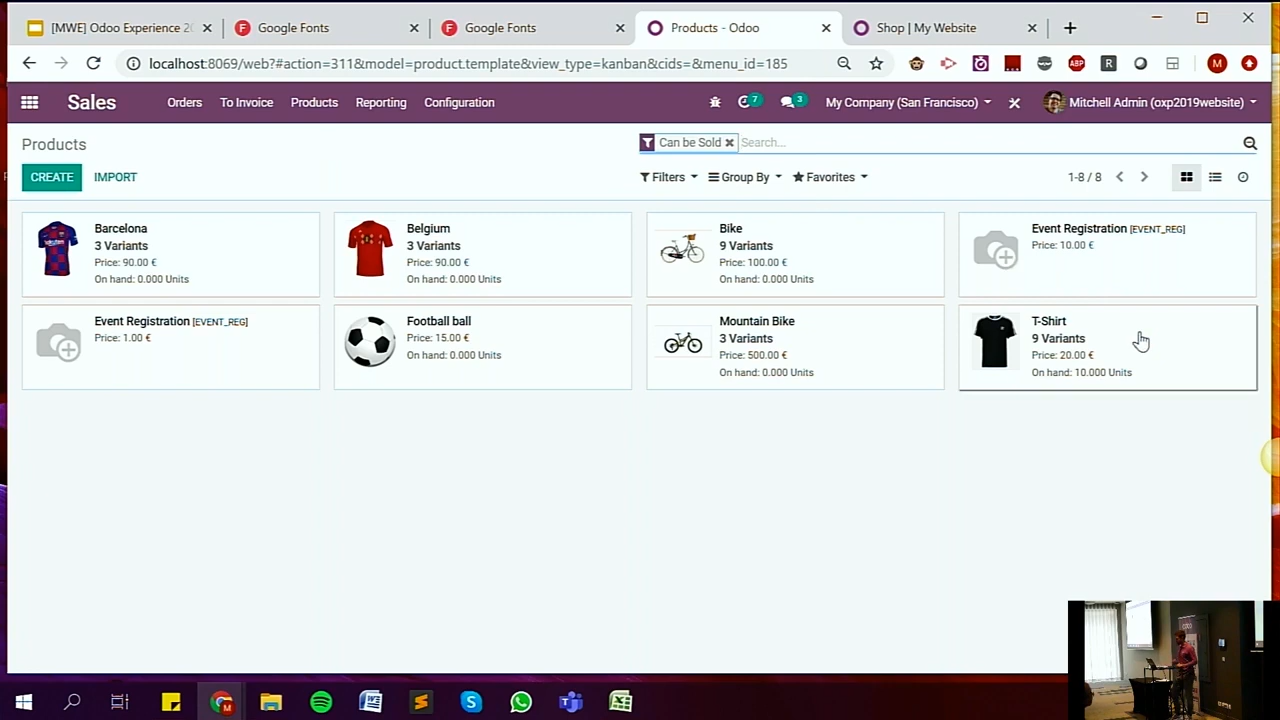 [MWE] Odoo Experience 20
Google Fonts
Google Fonts
Products - Odoo
Shop | My Website
localhost:8069/web?#action=311&model=product.template&view_type=kanban&cids=&menu_id=185
ABP
R
M
Sales
Orders
To Invoice
Products
Reporting
Configuration
7
3
My Company (San Francisco)
Mitchell Admin (oxp2019website)
Products
Can be Sold
Search...
CREATE
IMPORT
Filters
Group By
Favorites
1-8 / 8
Barcelona
3 Variants
Price: 90.00 €
On hand: 0.000 Units
Belgium
3 Variants
Price: 90.00 €
On hand: 0.000 Units
Bike
9 Variants
Price: 100.00 €
On hand: 0.000 Units
Event Registration [EVENT_REG]
Price: 10.00 €
Event Registration [EVENT_REG]
Price: 1.00 €
Football ball
Price: 15.00 €
On hand: 0.000 Units
Mountain Bike
3 Variants
Price: 500.00 €
On hand: 0.000 Units
T-Shirt
9 Variants
Price: 20.00 €
On hand: 10.000 Units